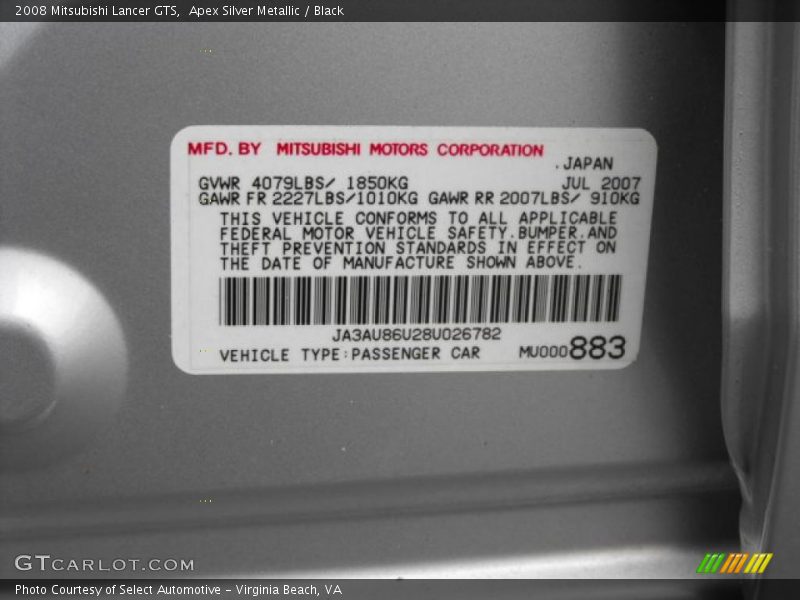 2008 Mitsubishi Lancer GTS,  Apex Silver Metallic / Black
MFD. BY MITSUBISHI MOTORS CORPORATION
.JAPAN
GVWR 4079LBS/ 1850KG JUL 2007
GAWR FR 2227LBS/1010KG GAWR RR 2007LBS/ 910KG
THIS VEHICLE CONFORMS TO ALL APPLICABLE
FEDERAL MOTOR VEHICLE SAFETY.BUMPER.AND
THEFT PREVENTION STANDARDS IN EFFECT ON
THE DATE OF MANUFACTURE SHOWN ABOVE.
JA3AU86U28U026782
VEHICLE TYPE:PASSENGER CAR MU000883
GTCARLOT.COM
Photo Courtesy of Select Automotive – Virginia Beach, VA